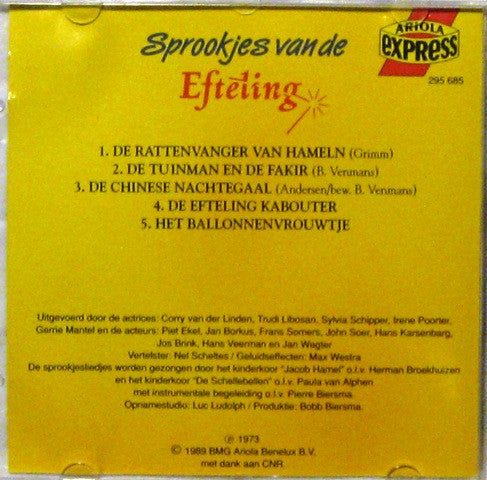 Sprookjes van de
Efteling
ARIOLA
express
295 685
1. DE RATTENVANGER VAN HAMELN (Grimm)
2. DE TUINMAN EN DE FAKIR (B. Venmans)
3. DE CHINESE NACHTEGAAL (Andersen/bew. B. Venmans)
4. DE EFTELING KABOUTER
5. HET BALLONNENVROUWTJE
Uitgevoerd door de actrices: Corry van der Linden, Trudi Libosan, Sylvia Schipper, Irene Poorter,
Gerrie Mantel en de acteurs: Piet Ekel, Jan Borkus, Frans Somers, John Soer, Hans Karsenbarg,
Jos Brink, Hans Veerman en Jan Wegter
Vertelster: Nel Scheltes / Geluidseffecten: Max Westra
De sprookjesliedjes worden gezongen door het kinderkoor "Jacob Hamel" o.l.v. Herman Broekhuizen
en het kinderkoor "De Schellebellen" o.l.v. Paula van Alphen
met instrumentale begeleiding o.l.v. Pierre Biersma.
Opnamestudio: Luc Ludolph / Produktie: Bobb Biersma.
℗ 1973
© 1989 BMG Ariola Benelux B.V.
met dank aan CNR.